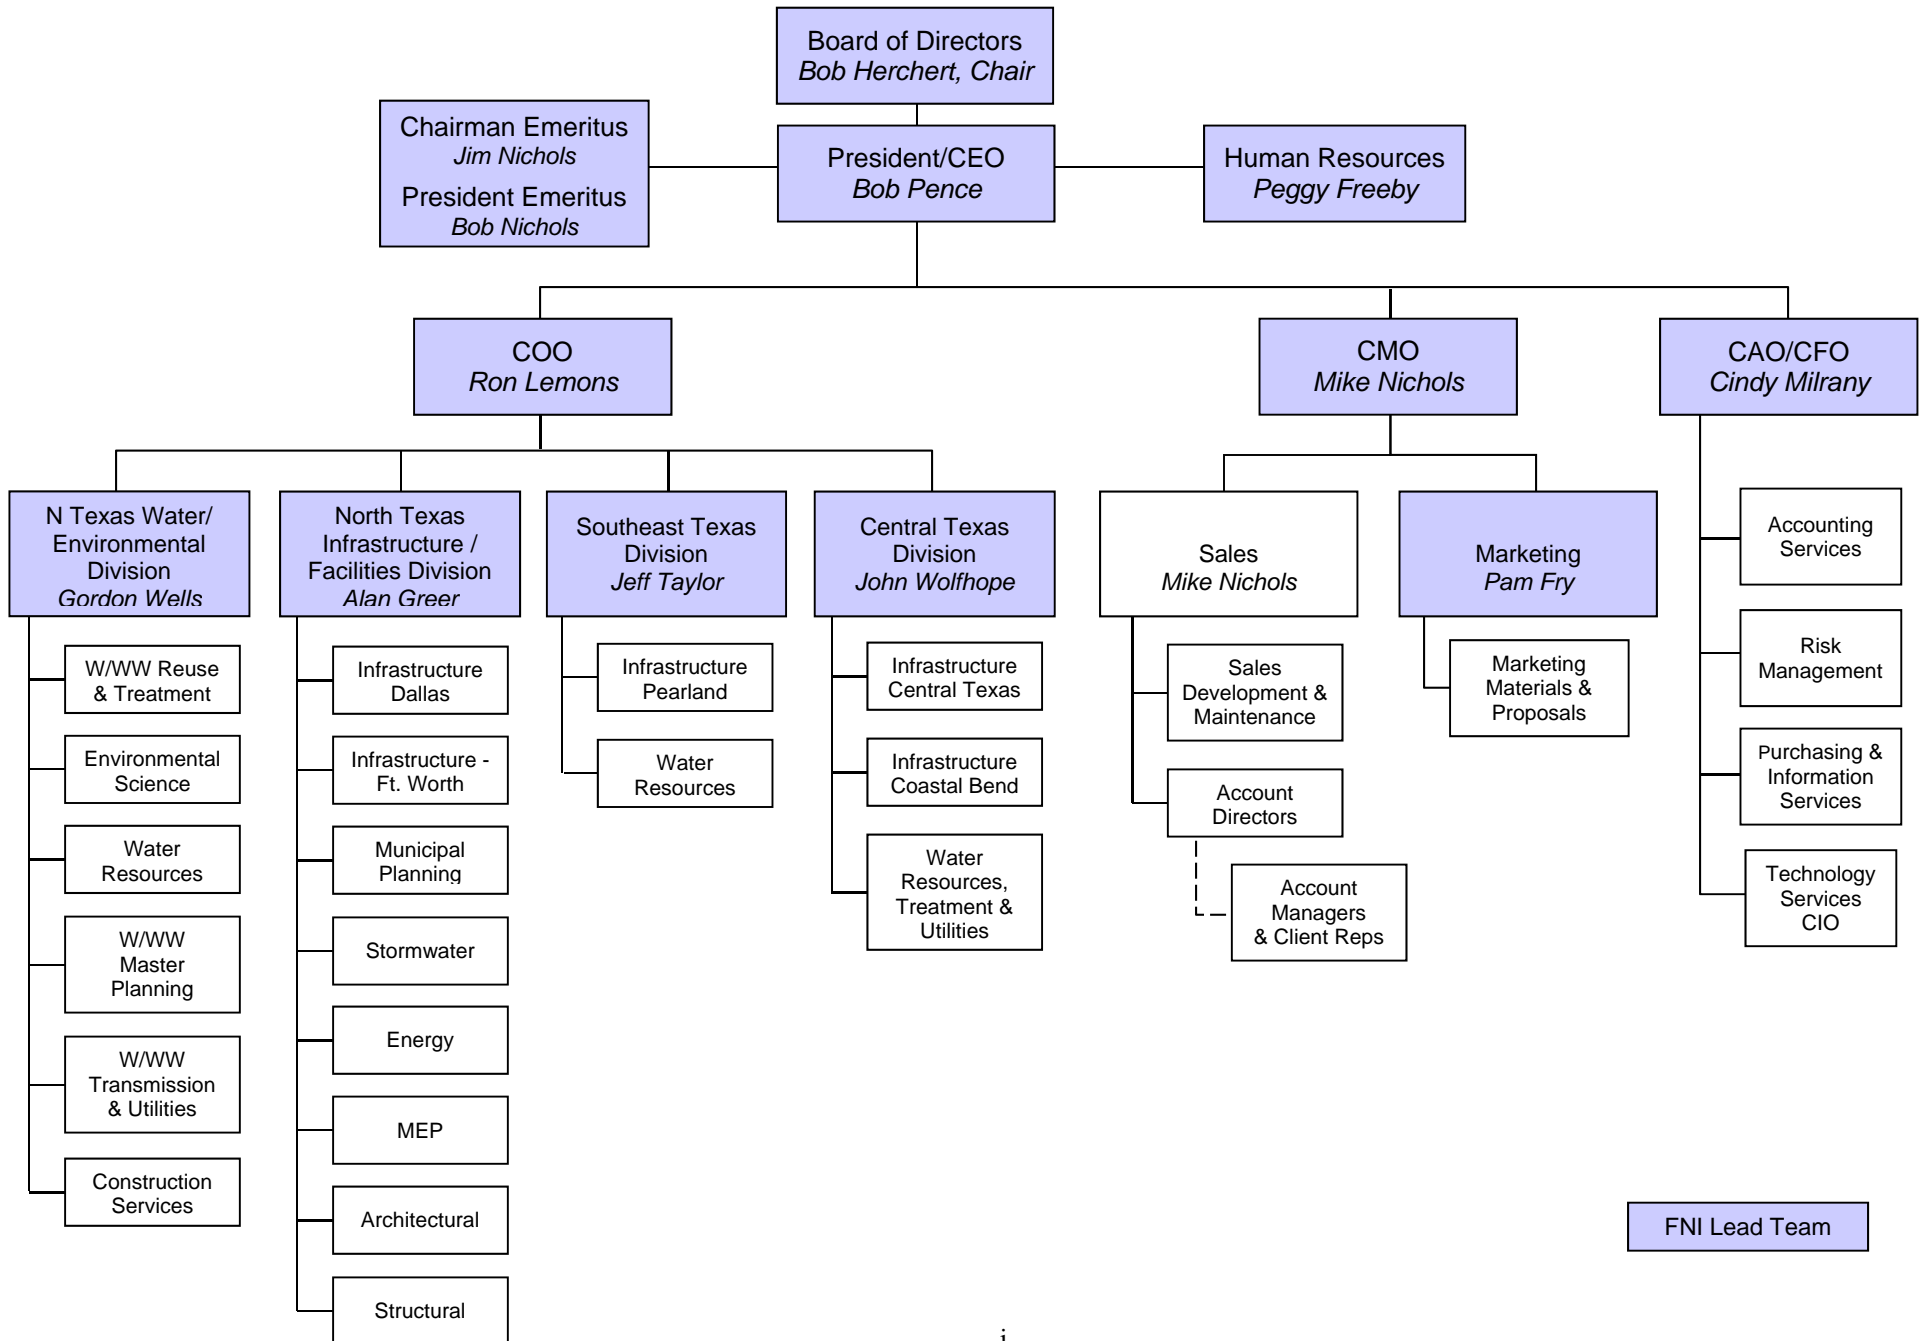 Board of Directors
Bob Herchert, Chair
Chairman Emeritus
Jim Nichols
President Emeritus
Bob Nichols
President/CEO
Bob Pence
Human Resources
Peggy Freeby
COO
Ron Lemons
CMO
Mike Nichols
CAO/CFO
Cindy Milrany
N Texas Water/
Environmental
Division
Gordon Wells
North Texas
Infrastructure /
Facilities Division
Alan Greer
Southeast Texas
Division
Jeff Taylor
Central Texas
Division
John Wolfhope
Sales
Mike Nichols
Marketing
Pam Fry
W/WW Reuse
& Treatment
Environmental
Science
Water
Resources
W/WW
Master
Planning
W/WW
Transmission
& Utilities
Construction
Services
Infrastructure
Dallas
Infrastructure -
Ft. Worth
Municipal
Planning
Stormwater
Energy
MEP
Architectural
Structural
Infrastructure
Pearland
Water
Resources
Infrastructure
Central Texas
Infrastructure
Coastal Bend
Water
Resources,
Treatment &
Utilities
Sales
Development &
Maintenance
Account
Directors
Account
Managers
& Client Reps
Marketing
Materials &
Proposals
Accounting
Services
Risk
Management
Purchasing &
Information
Services
Technology
Services
CIO
FNI Lead Team
i